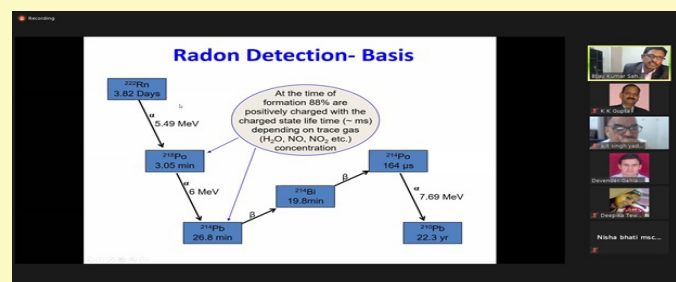 Recording
Radon Detection- Basis
²²²Rn
3.82 Days
α
5.49 MeV
At the time of
formation 88% are
positively charged with the
charged state life time (~ ms)
depending on trace gas
(H₂O, NO, NO₂ etc.)
concentration
²¹⁸Po
3.05 min
α
6 MeV
²¹⁴Pb
26.8 min
β
²¹⁴Bi
19.8min
β
²¹⁴Po
164 µs
α
7.69 MeV
²¹⁰Pb
22.3 yr
K K Gupta
Nisha bhati msc...